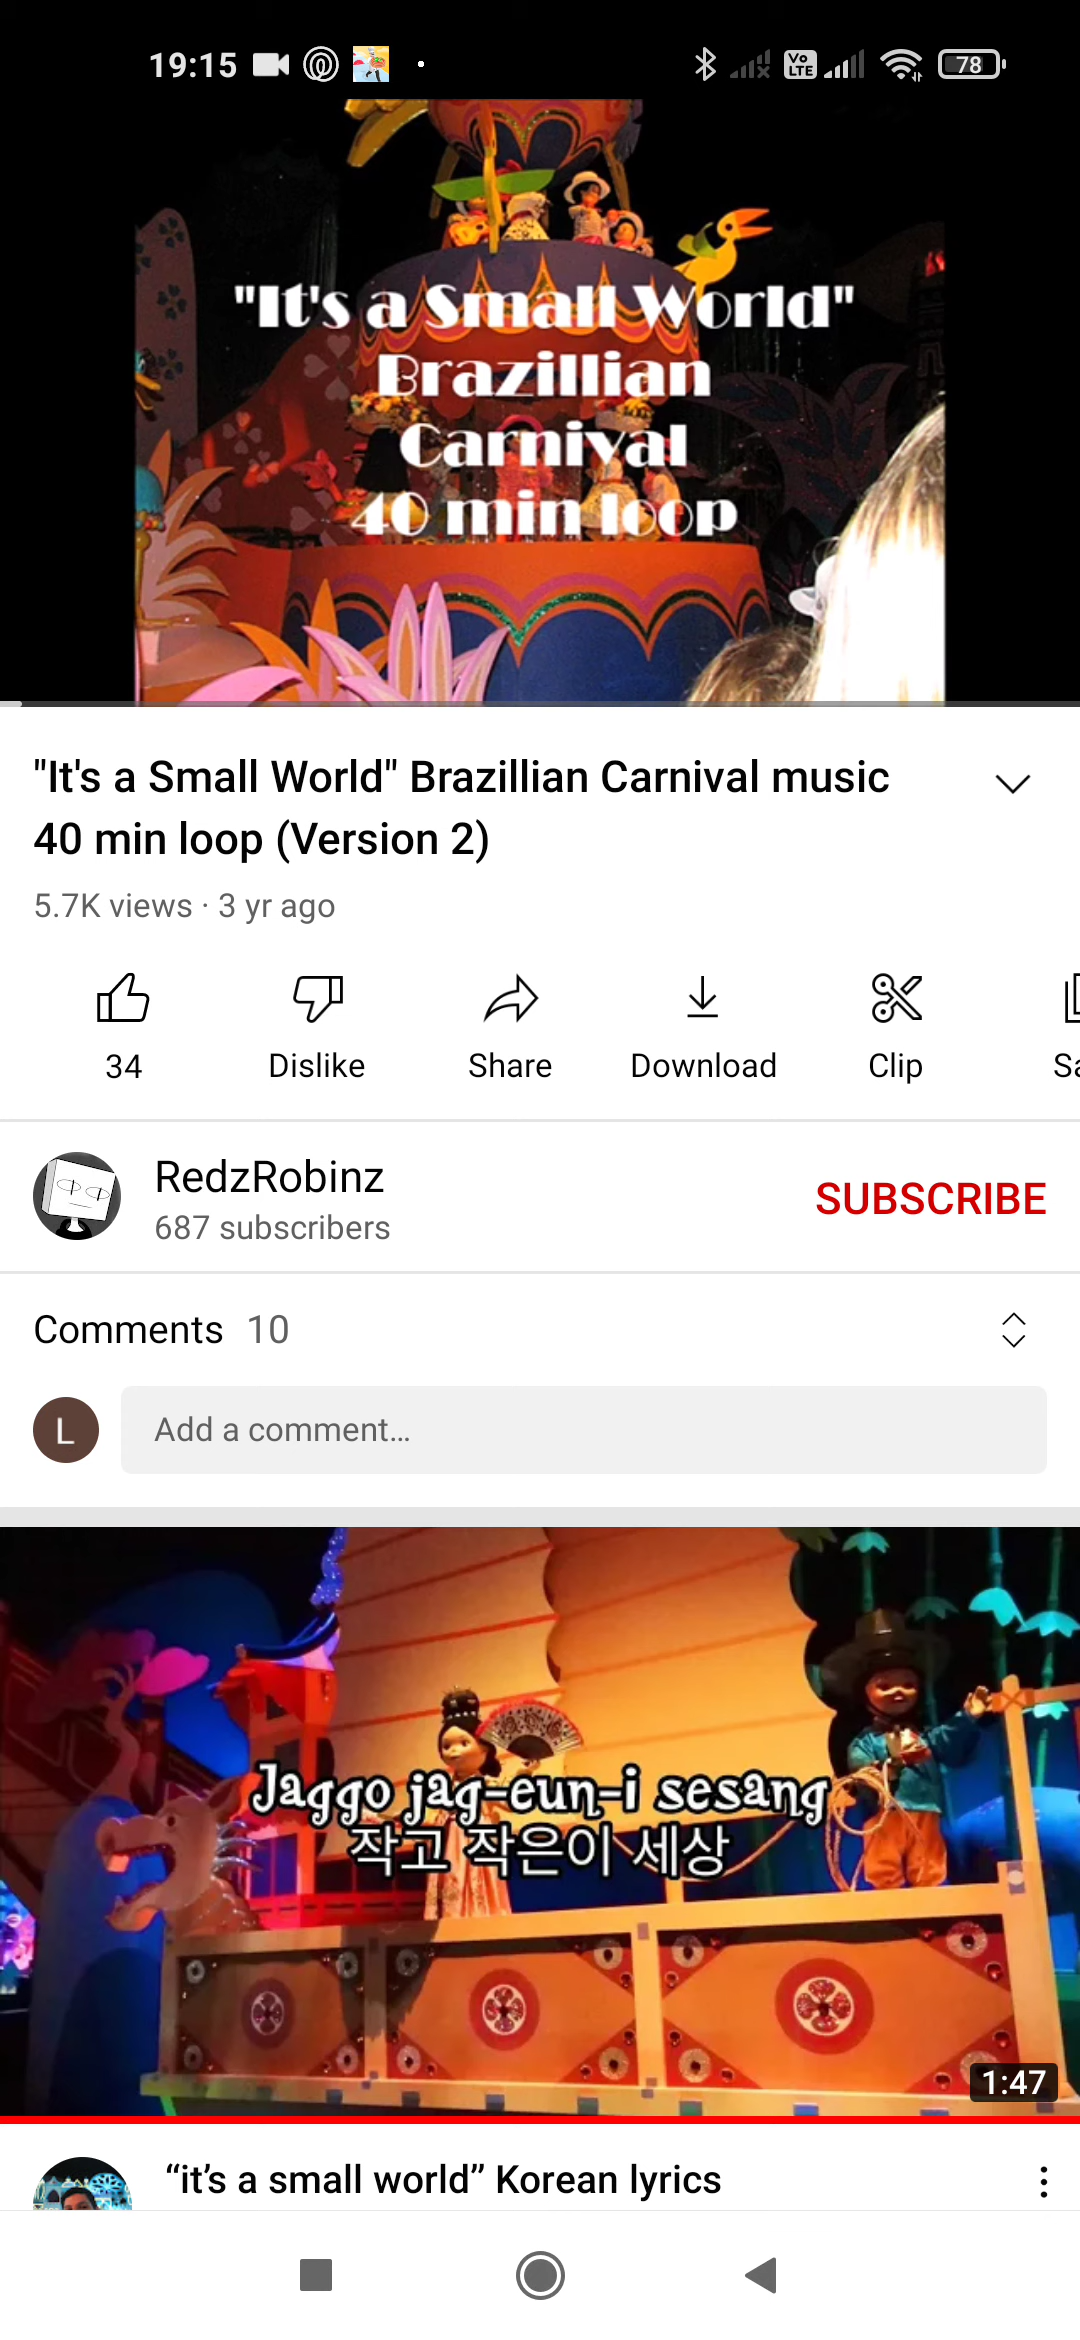 19:15
Vo
LTE
78
"It's a Small World"
Brazillian
Carnival
40 min loop
"It's a Small World" Brazillian Carnival music
40 min loop (Version 2)
5.7K views · 3 yr ago
34
Dislike
Share
Download
Clip
Sa
RedzRobinz
687 subscribers
SUBSCRIBE
Comments 10
L
Add a comment...
Jaggo jag-eun-i sesang
작고 작은이 세상
1:47
“it’s a small world” Korean lyrics